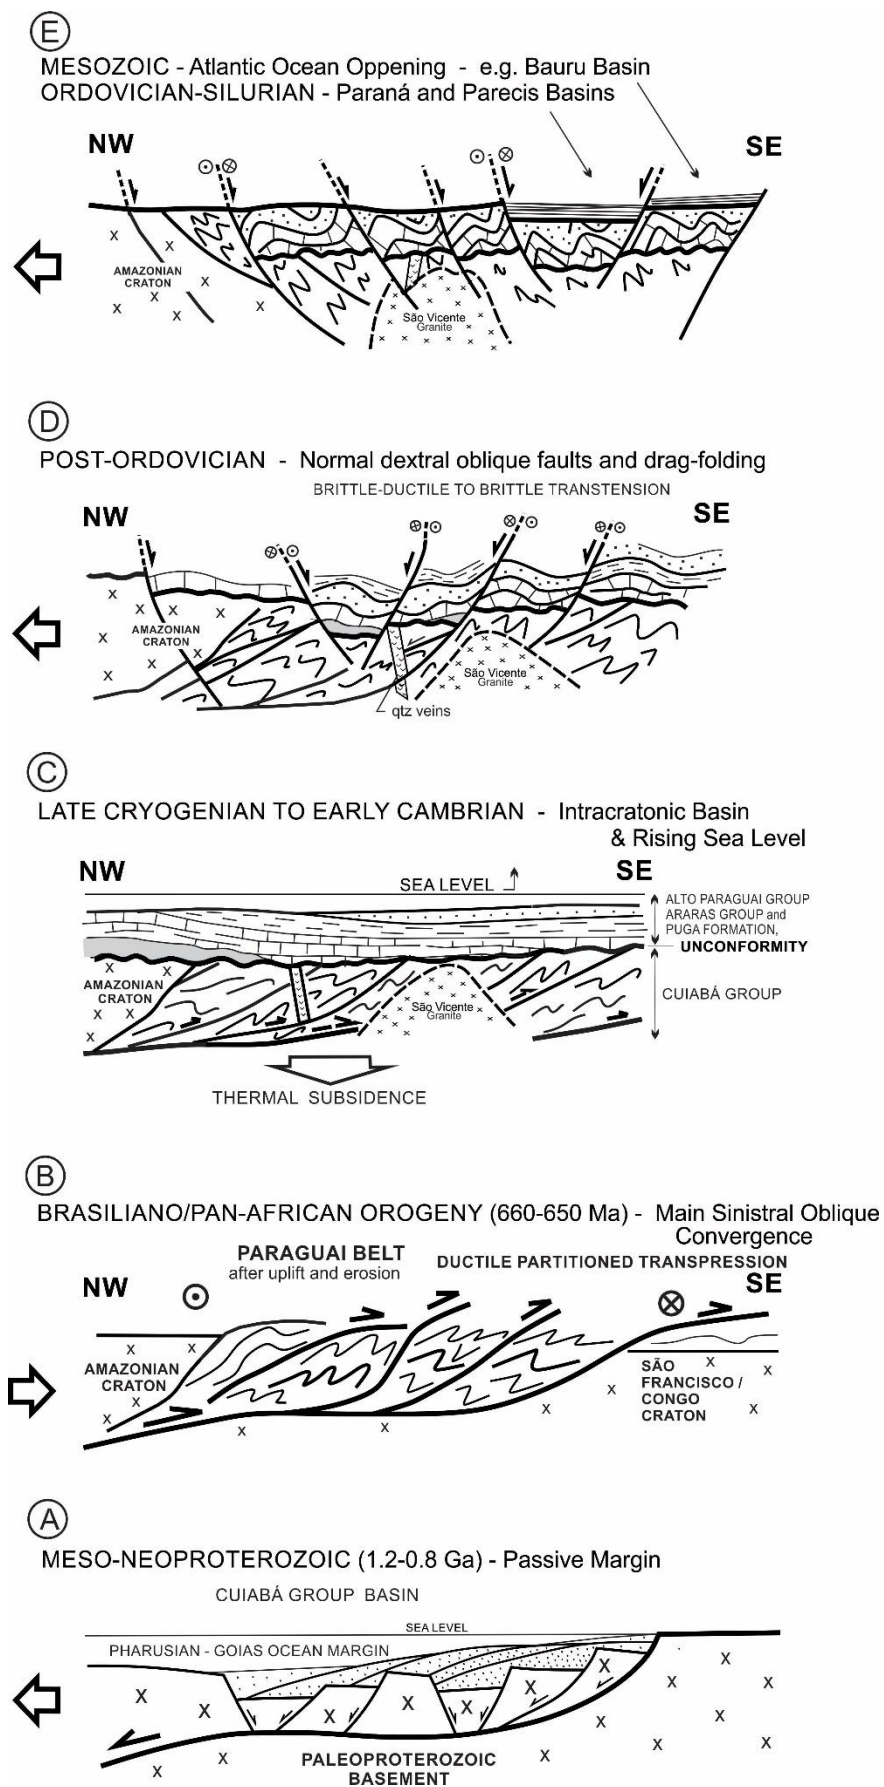 E
MESOZOIC - Atlantic Ocean Oppening - e.g. Bauru Basin
ORDOVICIAN-SILURIAN - Paraná and Parecis Basins
NW
SE
X
X
AMAZONIAN
CRATON
X
X
X
X
São Vicente
Granite
D
POST-ORDOVICIAN - Normal dextral oblique faults and drag-folding
BRITTLE-DUCTILE TO BRITTLE TRANSTENSION
NW
SE
AMAZONIAN
CRATON
São Vicente
Granite
qtz veins
C
LATE CRYOGENIAN TO EARLY CAMBRIAN - Intracratonic Basin
& Rising Sea Level
NW
SE
SEA LEVEL
ALTO PARAGUAI GROUP
ARARAS GROUP and
PUGA FORMATION,
UNCONFORMITY
AMAZONIAN
CRATON
São Vicente
Granite
CUIABÁ GROUP
THERMAL SUBSIDENCE
B
BRASILIANO/PAN-AFRICAN OROGENY (660-650 Ma) - Main Sinistral Oblique
Convergence
PARAGUAI BELT
after uplift and erosion
DUCTILE PARTITIONED TRANSPRESSION
NW
SE
AMAZONIAN
CRATON
SÃO
FRANCISCO /
CONGO
CRATON
A
MESO-NEOPROTEROZOIC (1.2-0.8 Ga) - Passive Margin
CUIABÁ GROUP BASIN
SEA LEVEL
PHARUSIAN - GOIAS OCEAN MARGIN
PALEOPROTEROZOIC
BASEMENT